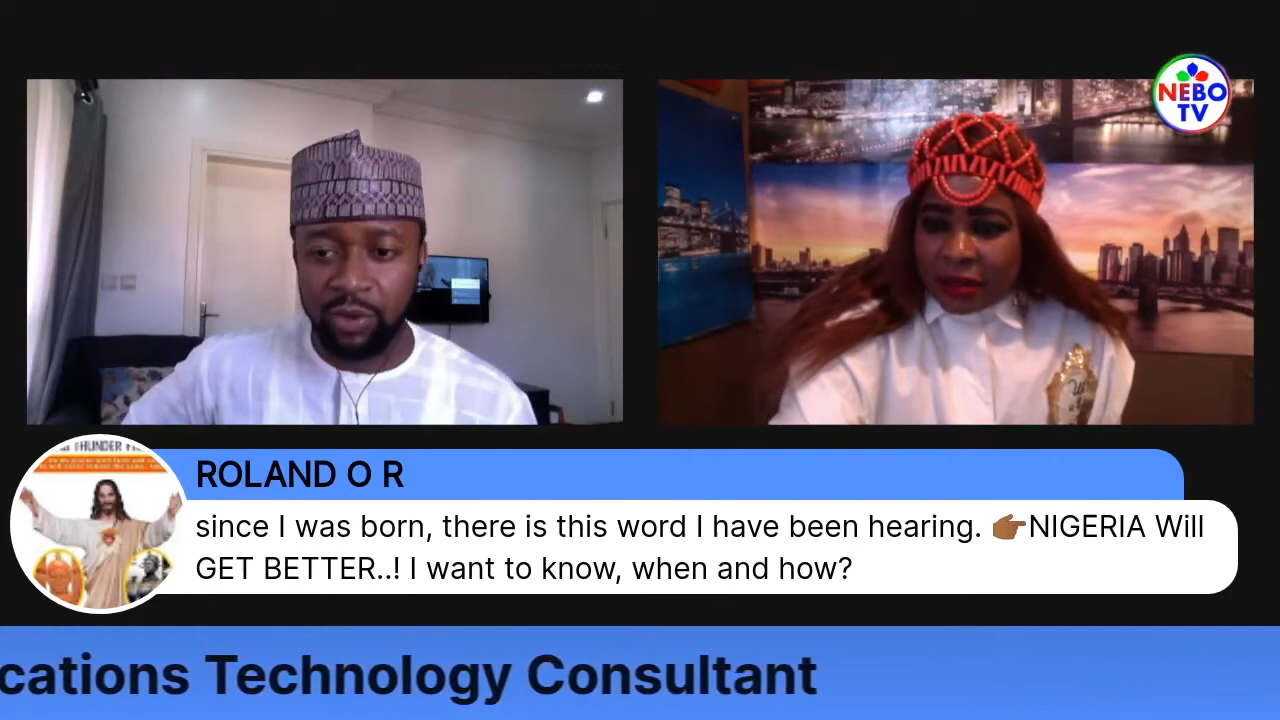 NEBO
TV
THUNDER
ROLAND O R
since I was born, there is this word I have been hearing. 👉🏾NIGERIA Will
GET BETTER..! I want to know, when and how?
cations Technology Consultant